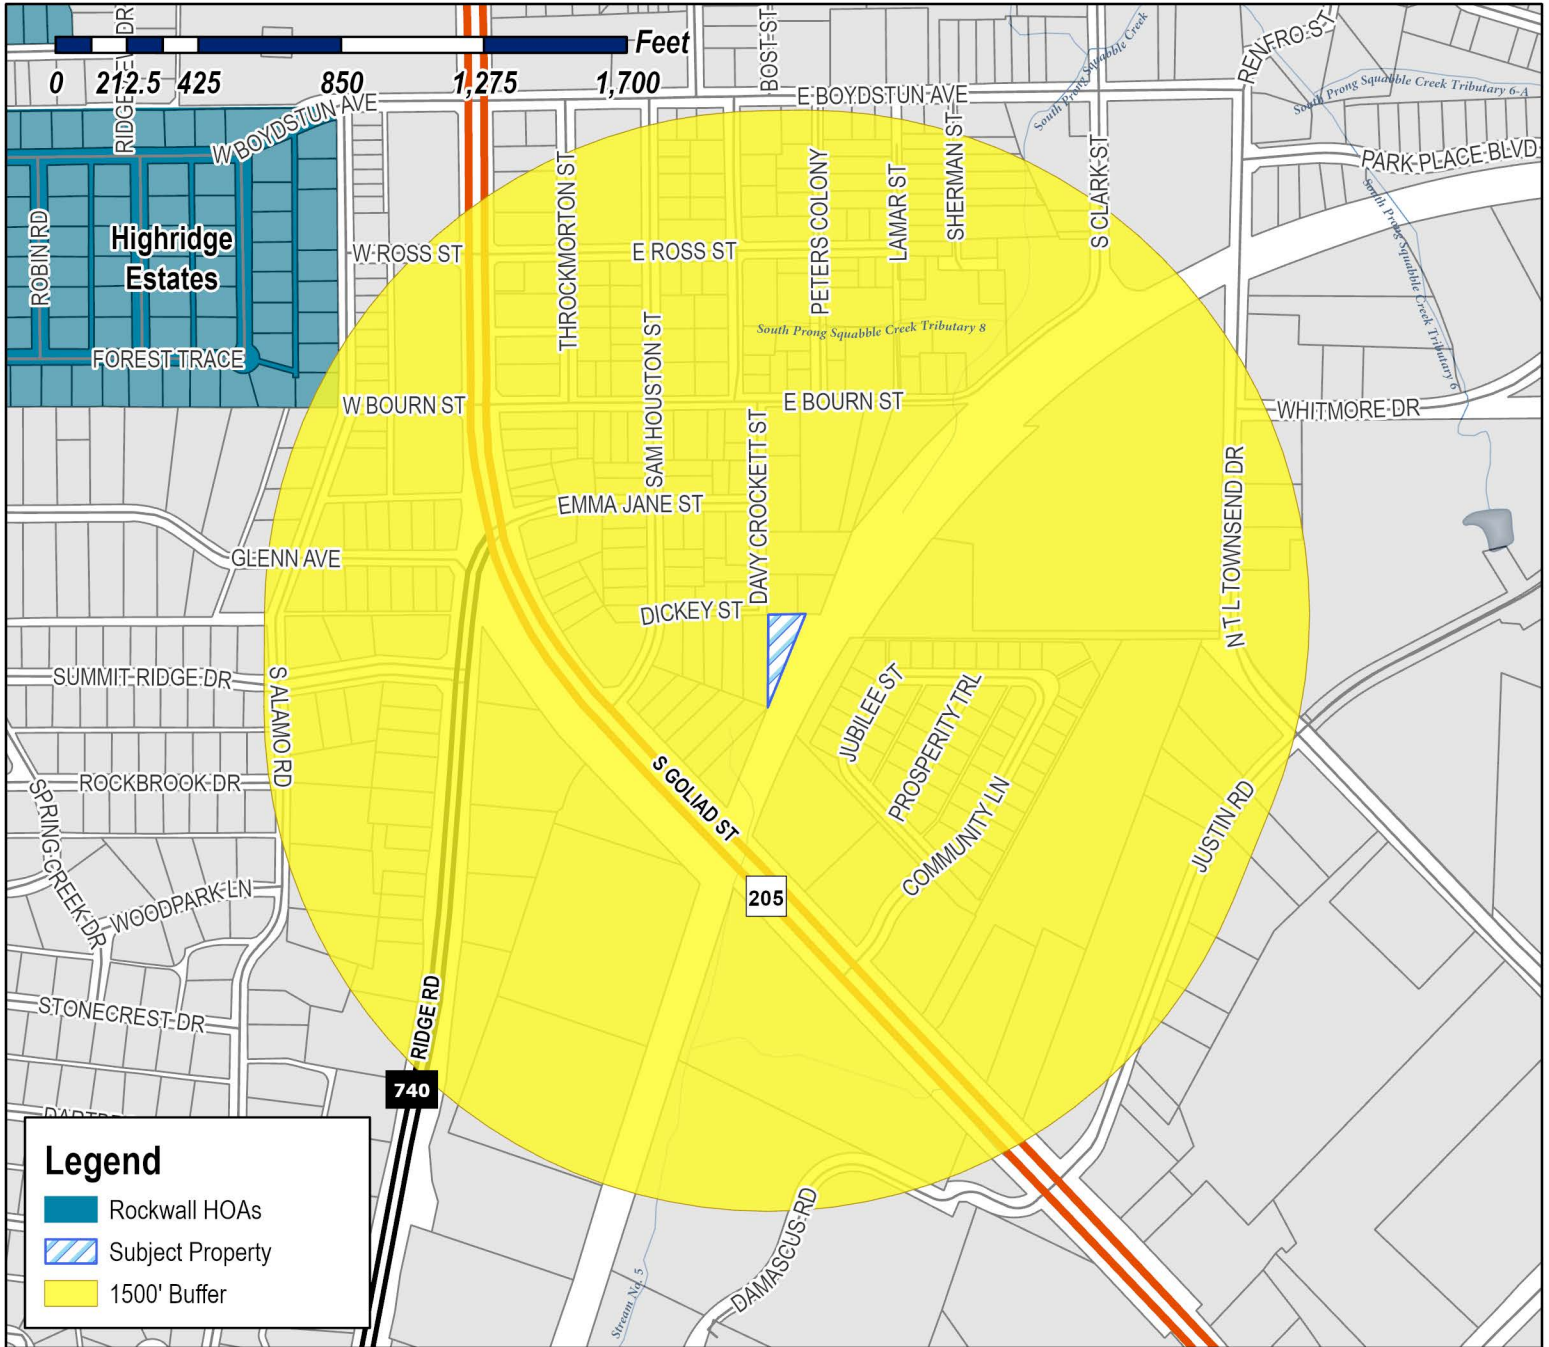 RIDGEVIEW DR
BOST ST
RENFRO ST
Feet
0 212.5 425 850 1,275 1,700
South Prong Squabble Creek
E BOYDSTUN AVE
South Prong Squabble Creek Tributary 6-A
W BOYDSTUN AVE
PARK PLACE BLVD
THROCKMORTON ST
PETERS COLONY
LAMAR ST
SHERMAN ST
S CLARK ST
ROBIN RD
Highridge
Estates
W ROSS ST
E ROSS ST
South Prong Squabble Creek Tributary 6
South Prong Squabble Creek Tributary 8
FOREST TRACE
SAM HOUSTON ST
W BOURN ST
E BOURN ST
WHITMORE DR
DAVY CROCKETT ST
EMMA JANE ST
N T L TOWNSEND DR
GLENN AVE
DICKEY ST
SUMMIT RIDGE DR
S ALAMO RD
JUBILEE ST
PROSPERITY TRL
ROCKBROOK DR
SPRING CREEK DR
S GOLIAD ST
COMMUNITY LN
JUSTIN RD
WOODPARK LN
205
STONECREST DR
RIDGE RD
740
Legend
Rockwall HOAs
Subject Property
1500' Buffer
DAMASCUS RD
Stream No. 5